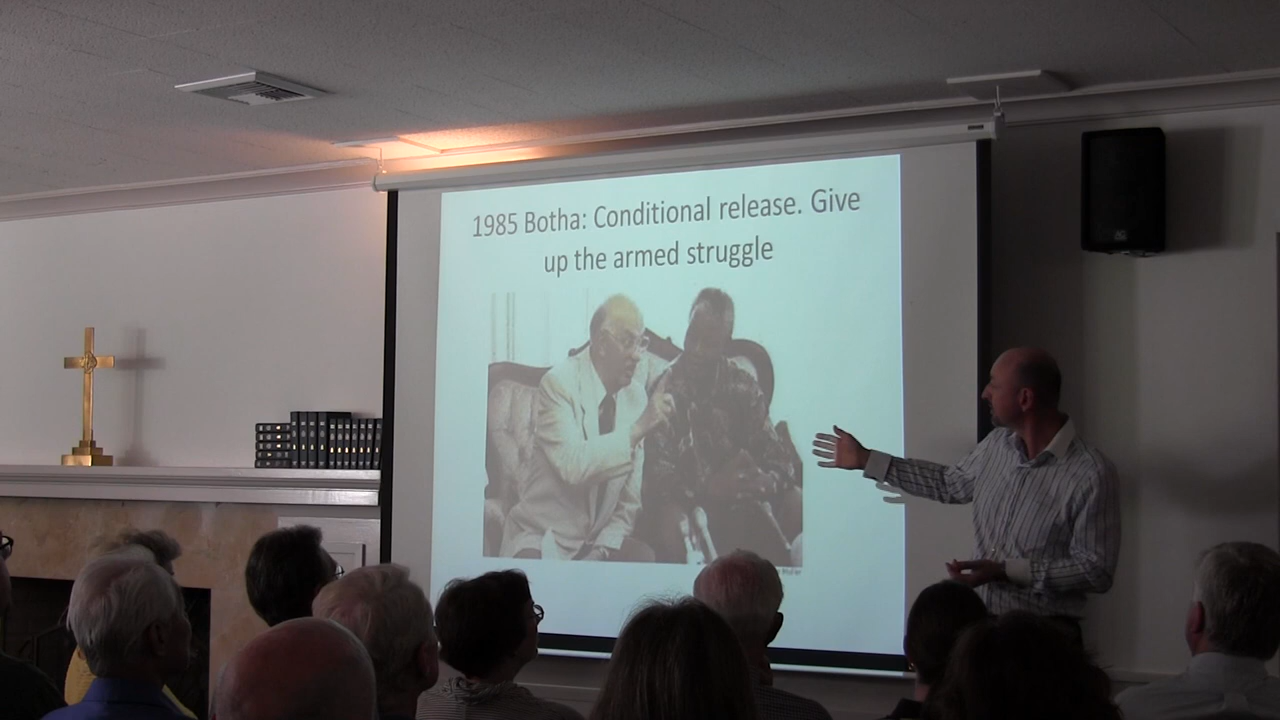 1985 Botha: Conditional release. Give
up the armed struggle